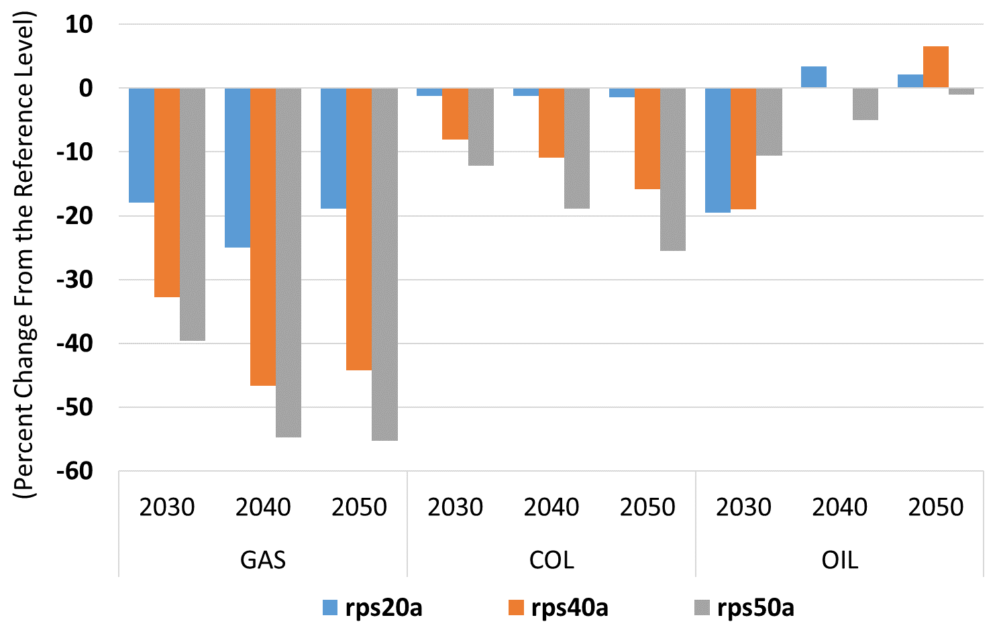 (Percent Change From the Reference Level)
10
0
-10
-20
-30
-40
-50
-60
2030 2040 2050 2030 2040 2050 2030 2040 2050
GAS COL OIL
rps20a rps40a rps50a